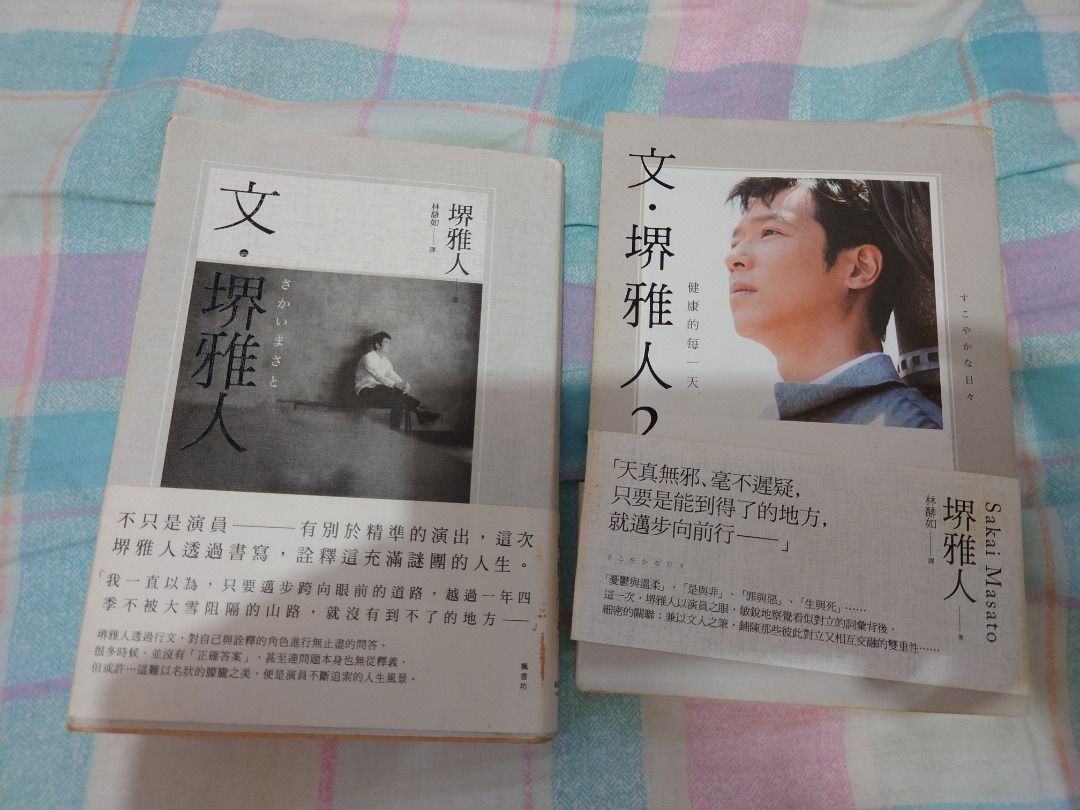 文・堺雅人
さかいまさと
堺雅人──著
林酴如──譯
不只是演員───有別於精準的演出，這次
堺雅人透過書寫，詮釋這充滿謎團的人生。
「我一直以為，只要邁步跨向眼前的道路，越過一年四
季不被大雪阻隔的山路，就沒有到不了的地方──」
堺雅人透過行文，對自己與詮釋的角色進行無止盡的問答。
很多時候，並沒有「正確答案」，甚至連問題本身也無從釋義，
但或許…這難以名狀的朦朧之美，便是演員不斷追索的人生風景。
楓書坊
文・堺雅人2
健康的每一天
すこやかな日々
「天真無邪、毫不遲疑，
只要是能到得了的地方，
就邁步向前行──」
すこやかな日々
「憂鬱與溫柔」、「是與非」、「罪與惡」、「生與死」……
這一次，堺雅人以演員之眼，敏銳地察覺看似對立的詞彙背後，
細密的關聯；兼以文人之筆，鋪陳那些彼此對立又相互交融的雙重性……
Sakai Masato
堺雅人──著
林酴如──譯